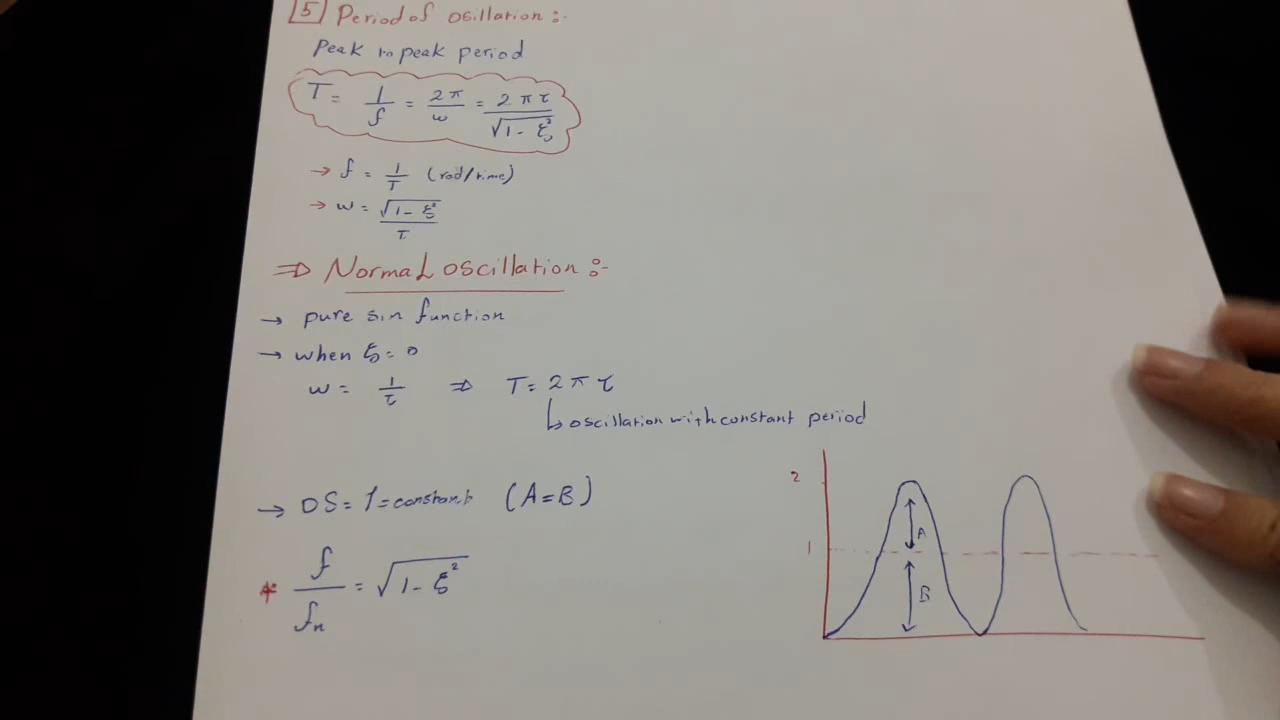 5 Period of osillation :-
Peak to peak period
T = 1/f = 2π/ω = 2πτ/√(1-ξ²)
→ f = 1/T (rad/time)
→ ω = √(1-ξ²)/τ
⇒ Normal oscillation :-
→ pure sin function
→ when ξ = 0
ω = 1/τ ⇒ T = 2πτ
↳ oscillation with constant period
→ OS = 1 = constant (A=B)
* f/fn = √(1-ξ²)
2
1
A
B